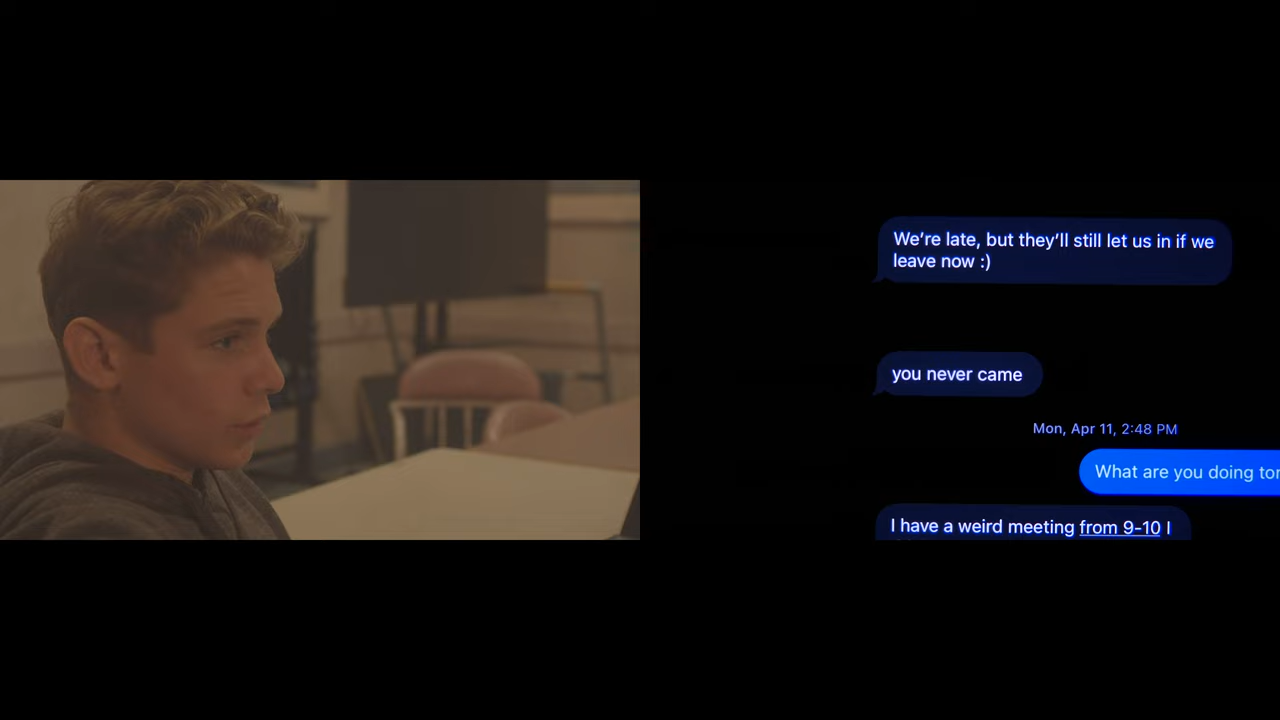 We're late, but they'll still let us in if we
leave now :)
you never came
Mon, Apr 11, 2:48 PM
What are you doing
I have a weird meeting from 9-10 I